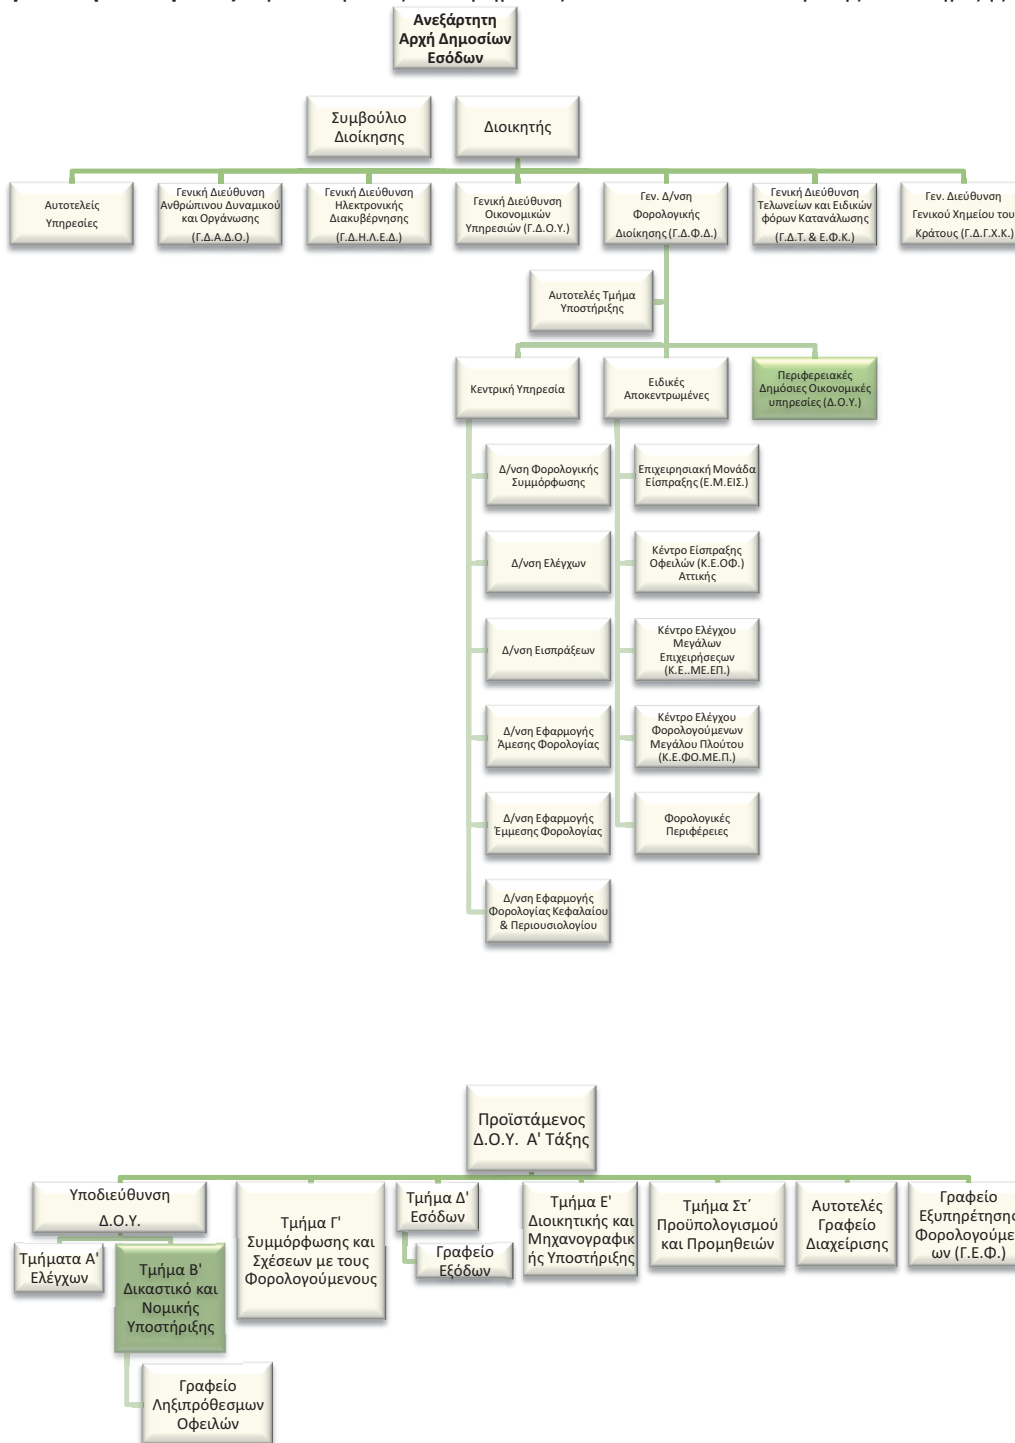 Ανεξάρτητη
Αρχή Δημοσίων
Εσόδων
Συμβούλιο
Διοίκησης
Διοικητής
Αυτοτελείς
Υπηρεσίες
Γενική Διεύθυνση
Ανθρώπινου Δυναμικού
και Οργάνωσης
(Γ.Δ.Α.Δ.Ο.)
Γενική Διεύθυνση
Ηλεκτρονικής
Διακυβέρνησης
(Γ.Δ.Η.Λ.Ε.Δ.)
Γενική Διεύθυνση
Οικονομικών
Υπηρεσιών (Γ.Δ.Ο.Υ.)
Γεν. Δ/νση
Φορολογικής
Διοίκησης (Γ.Δ.Φ.Δ.)
Γενική Διεύθυνση
Τελωνείων και Ειδικών
φόρων Κατανάλωσης
(Γ.Δ.Τ. & Ε.Φ.Κ.)
Γεν. Διεύθυνση
Γενικού Χημείου του
Κράτους (Γ.Δ.Γ.Χ.Κ.)
Αυτοτελές Τμήμα
Υποστήριξης
Κεντρική Υπηρεσία
Ειδικές
Αποκεντρωμένες
Περιφερειακές
Δημόσιες Οικονομικές
υπηρεσίες (Δ.Ο.Υ.)
Δ/νση Φορολογικής
Συμμόρφωσης
Δ/νση Ελέγχων
Δ/νση Εισπράξεων
Δ/νση Εφαρμογής
Άμεσης Φορολογίας
Δ/νση Εφαρμογής
Έμμεσης Φορολογίας
Δ/νση Εφαρμογής
Φορολογίας Κεφαλαίου
& Περιουσιολογίου
Επιχειρησιακή Μονάδα
Είσπραξης (Ε.Μ.ΕΙΣ.)
Κέντρο Είσπραξης
Οφειλών (Κ.Ε.ΟΦ.)
Αττικής
Κέντρο Ελέγχου
Μεγάλων
Επιχειρήσεςων
(Κ.Ε..ΜΕ.ΕΠ.)
Κέντρο Ελέγχου
Φορολογούμενων
Μεγάλου Πλούτου
(Κ.Ε.ΦΟ.ΜΕ.Π.)
Φορολογικές
Περιφέρειες
Προϊστάμενος
Δ.Ο.Υ. Α' Τάξης
Υποδιεύθυνση
Δ.Ο.Υ.
Τμήματα Α'
Ελέγχων
Τμήμα Β'
Δικαστικό και
Νομικής
Υποστήριξης
Γραφείο
Ληξιπρόθεσμων
Οφειλών
Τμήμα Γ'
Συμμόρφωσης και
Σχέσεων με τους
Φορολογούμενους
Τμήμα Δ'
Εσόδων
Γραφείο
Εξόδων
Τμήμα Ε'
Διοικητικής και
Μηχανογραφικ
ής Υποστήριξης
Τμήμα Στ΄
Προϋπολογισμού
και Προμηθειών
Αυτοτελές
Γραφείο
Διαχείρισης
Γραφείο
Εξυπηρέτησης
Φορολογούμε
ων (Γ.Ε.Φ.)